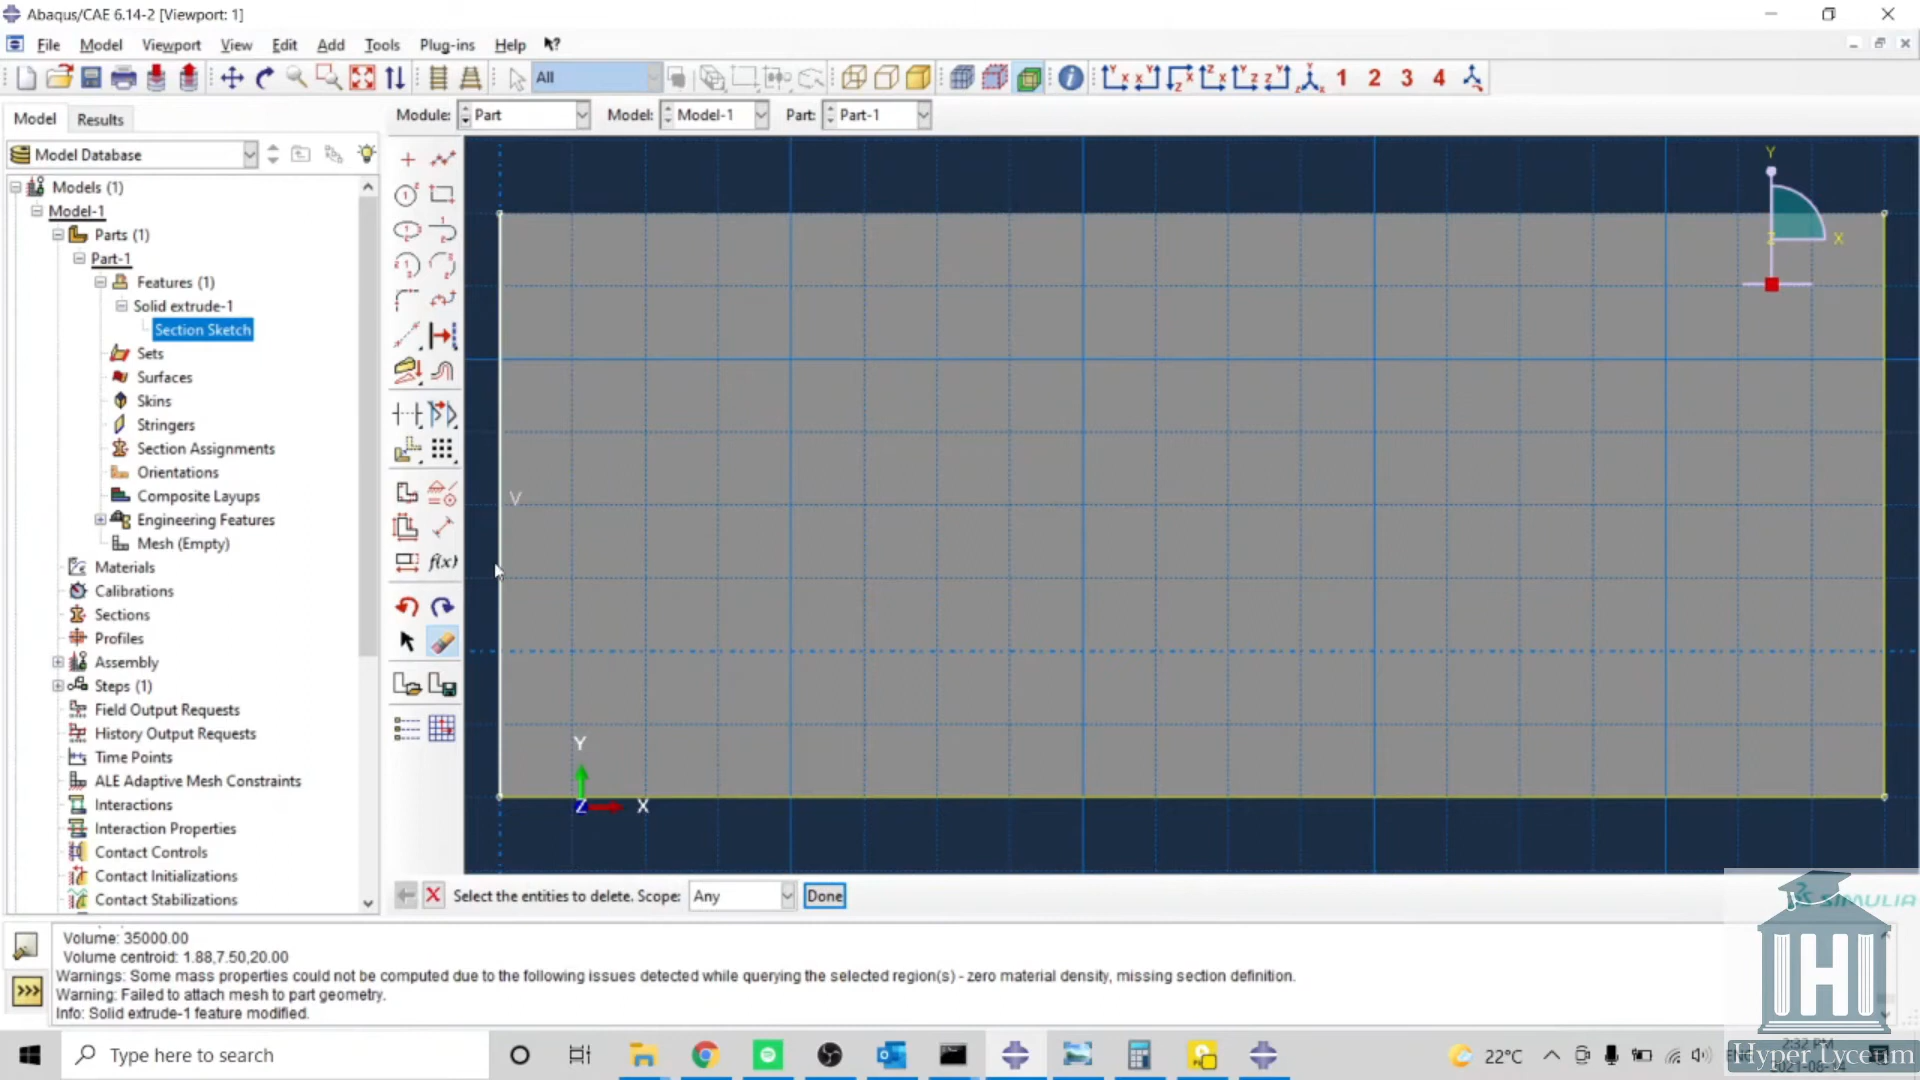 Abaqus/CAE 6.14-2 [Viewport: 1]
File Model Viewport View Edit Add Tools Plug-ins Help
All
1 2 3 4
Model Results
Module: Part Model: Model-1 Part: Part-1
Model Database
Models (1)
Model-1
Parts (1)
Part-1
Features (1)
Solid extrude-1
Section Sketch
Sets
Surfaces
Skins
Stringers
Section Assignments
Orientations
Composite Layups
Engineering Features
Mesh (Empty)
Materials
Calibrations
Sections
Profiles
Assembly
Steps (1)
Field Output Requests
History Output Requests
Time Points
ALE Adaptive Mesh Constraints
Interactions
Interaction Properties
Contact Controls
Contact Initializations
Contact Stabilizations
f(x)
V
Y
Z X
Y
Z X
Select the entities to delete. Scope: Any Done
SIMULIA
Volume: 35000.00
Volume centroid: 1.88,7.50,20.00
Warnings: Some mass properties could not be computed due to the following issues detected while querying the selected region(s) - zero material density, missing section definition.
Warning: Failed to attach mesh to part geometry.
Info: Solid extrude-1 feature modified.
Type here to search
22°C
2:32 PM
Hyper Lyceum